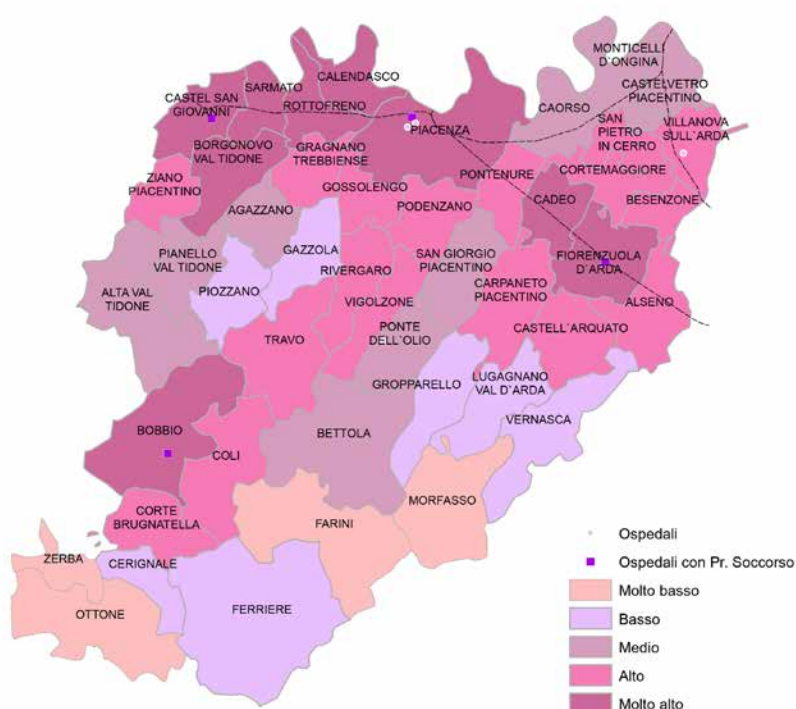 MONTICELLI
D`ONGINA
CALENDASCO
SARMATO
CASTELVETRO
PIACENTINO
CASTEL SAN
GIOVANNI
ROTTOFRENO
CAORSO
SAN
PIETRO
IN CERRO
VILLANOVA
SULL`ARDA
PIACENZA
BORGONOVO
VAL TIDONE
GRAGNANO
TREBBIENSE
ZIANO
PIACENTINO
PONTENURE
CORTEMAGGIORE
GOSSOLENGO
AGAZZANO
PODENZANO
CADEO
BESENZONE
PIANELLO
VAL TIDONE
GAZZOLA
SAN GIORGIO
PIACENTINO
FIORENZUOLA
D`ARDA
RIVERGARO
PIOZZANO
ALTA VAL
TIDONE
CARPANETO
PIACENTINO
VIGOLZONE
ALSENO
TRAVO
PONTE
DELL`OLIO
CASTELL`ARQUATO
GROPPARELLO
LUGAGNANO
VAL D`ARDA
VERNASCA
BOBBIO
BETTOLA
COLI
MORFASSO
CORTE
BRUGNATELLA
FARINI
ZERBA
CERIGNALE
OTTONE
FERRIERE
Ospedali
Ospedali con Pr. Soccorso
Molto basso
Basso
Medio
Alto
Molto alto